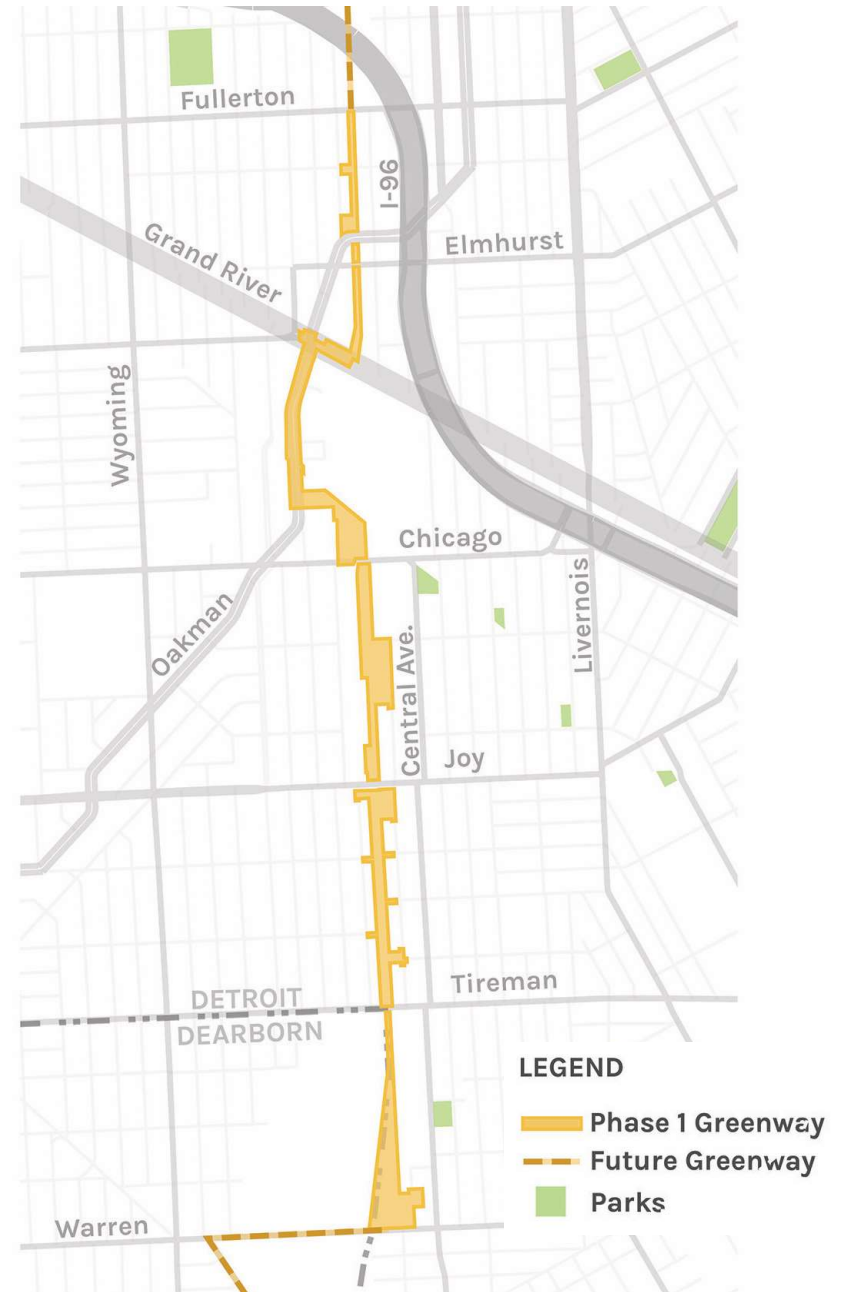 Fullerton
I-96
Grand River
Elmhurst
Wyoming
Chicago
Oakman
Central Ave.
Livernois
Joy
DETROIT
DEARBORN
Tireman
LEGEND
Phase 1 Greenway
Future Greenway
Parks
Warren